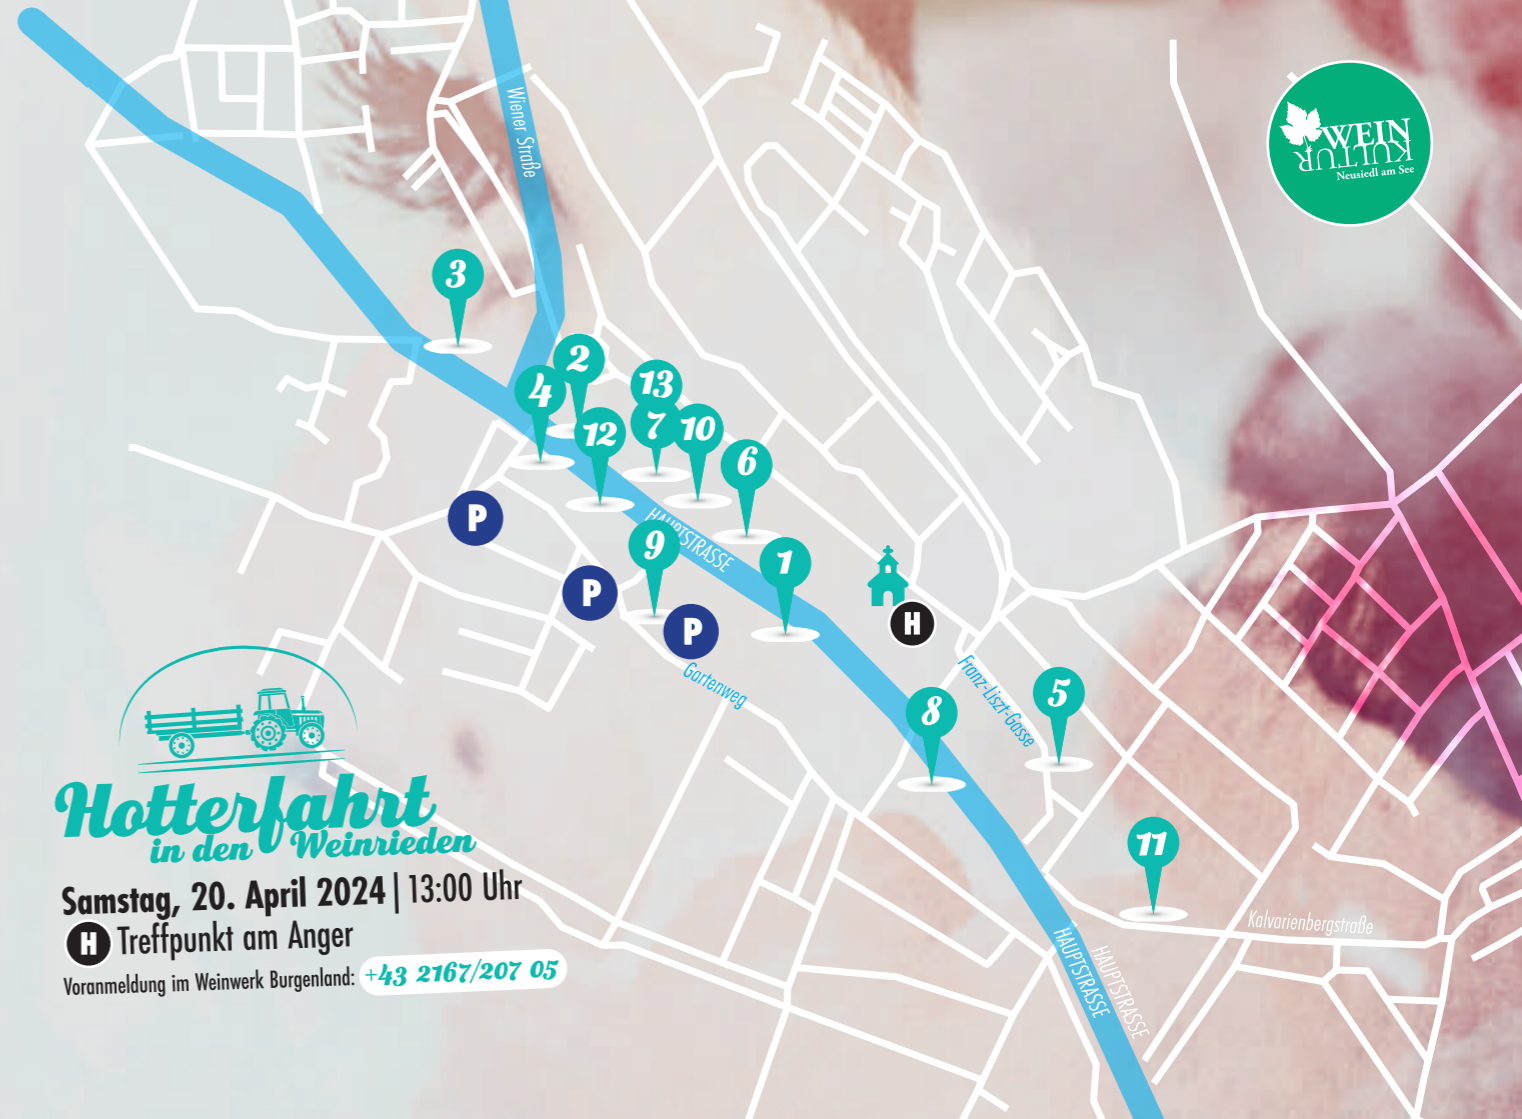 Wiener Straße
WEIN
KULTUR
Neusiedl am See
3
2
4
13
12
7
10
6
P
HAUPTSTRASSE
9
1
P
P
H
Gartenweg
Franz-Liszt-Gasse
5
8
11
Kalvarienbergstraße
HAUPTSTRASSE
HAUPTSTRASSE
Hotterfahrt
in den Weinrieden
Samstag, 20. April 2024 | 13:00 Uhr
H Treffpunkt am Anger
Voranmeldung im Weinwerk Burgenland: +43 2167/207 05